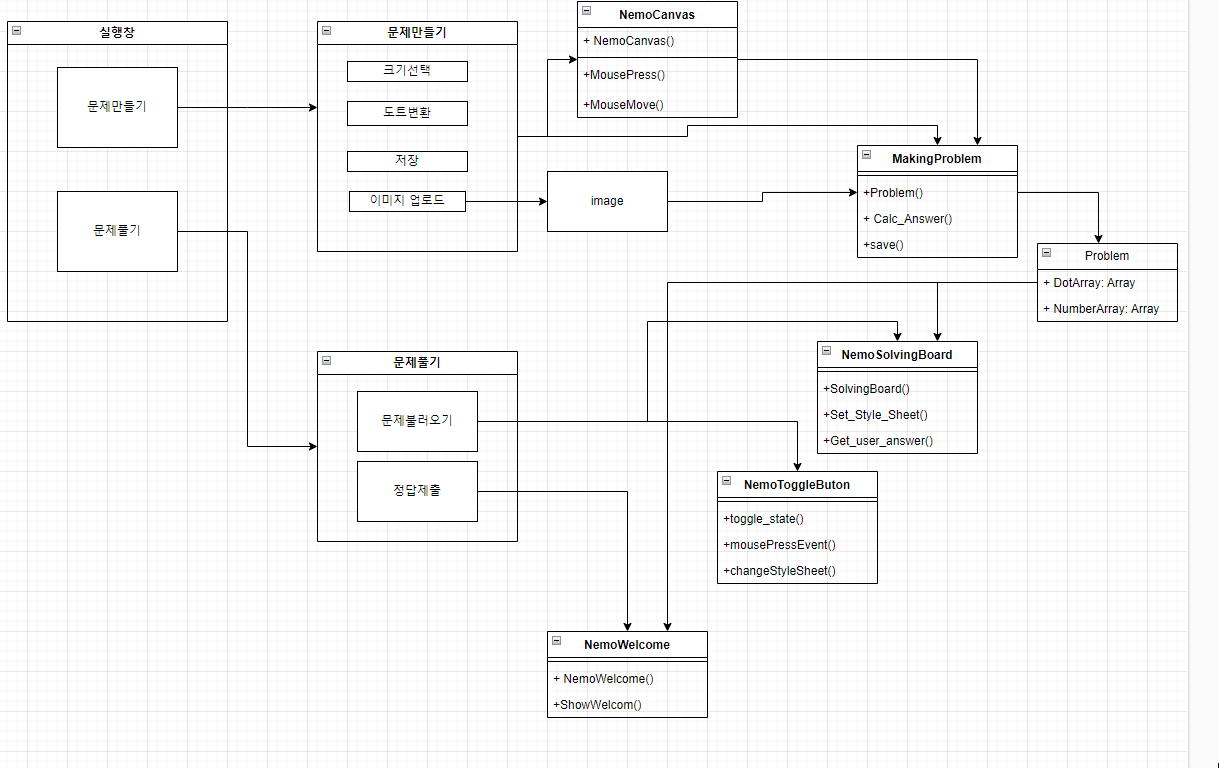 실행창
문제만들기
문제풀기
문제만들기
크기선택
도트변환
저장
이미지 업로드
NemoCanvas
+ NemoCanvas()
+MousePress()
+MouseMove()
image
MakingProblem
+Problem()
+ Calc_Answer()
+save()
Problem
+ DotArray: Array
+ NumberArray: Array
문제풀기
문제불러오기
정답제출
NemoSolvingBoard
+SolvingBoard()
+Set_Style_Sheet()
+Get_user_answer()
NemoToggleButon
+toggle_state()
+mousePressEvent()
+changeStyleSheet()
NemoWelcome
+ NemoWelcome()
+ShowWelcom()